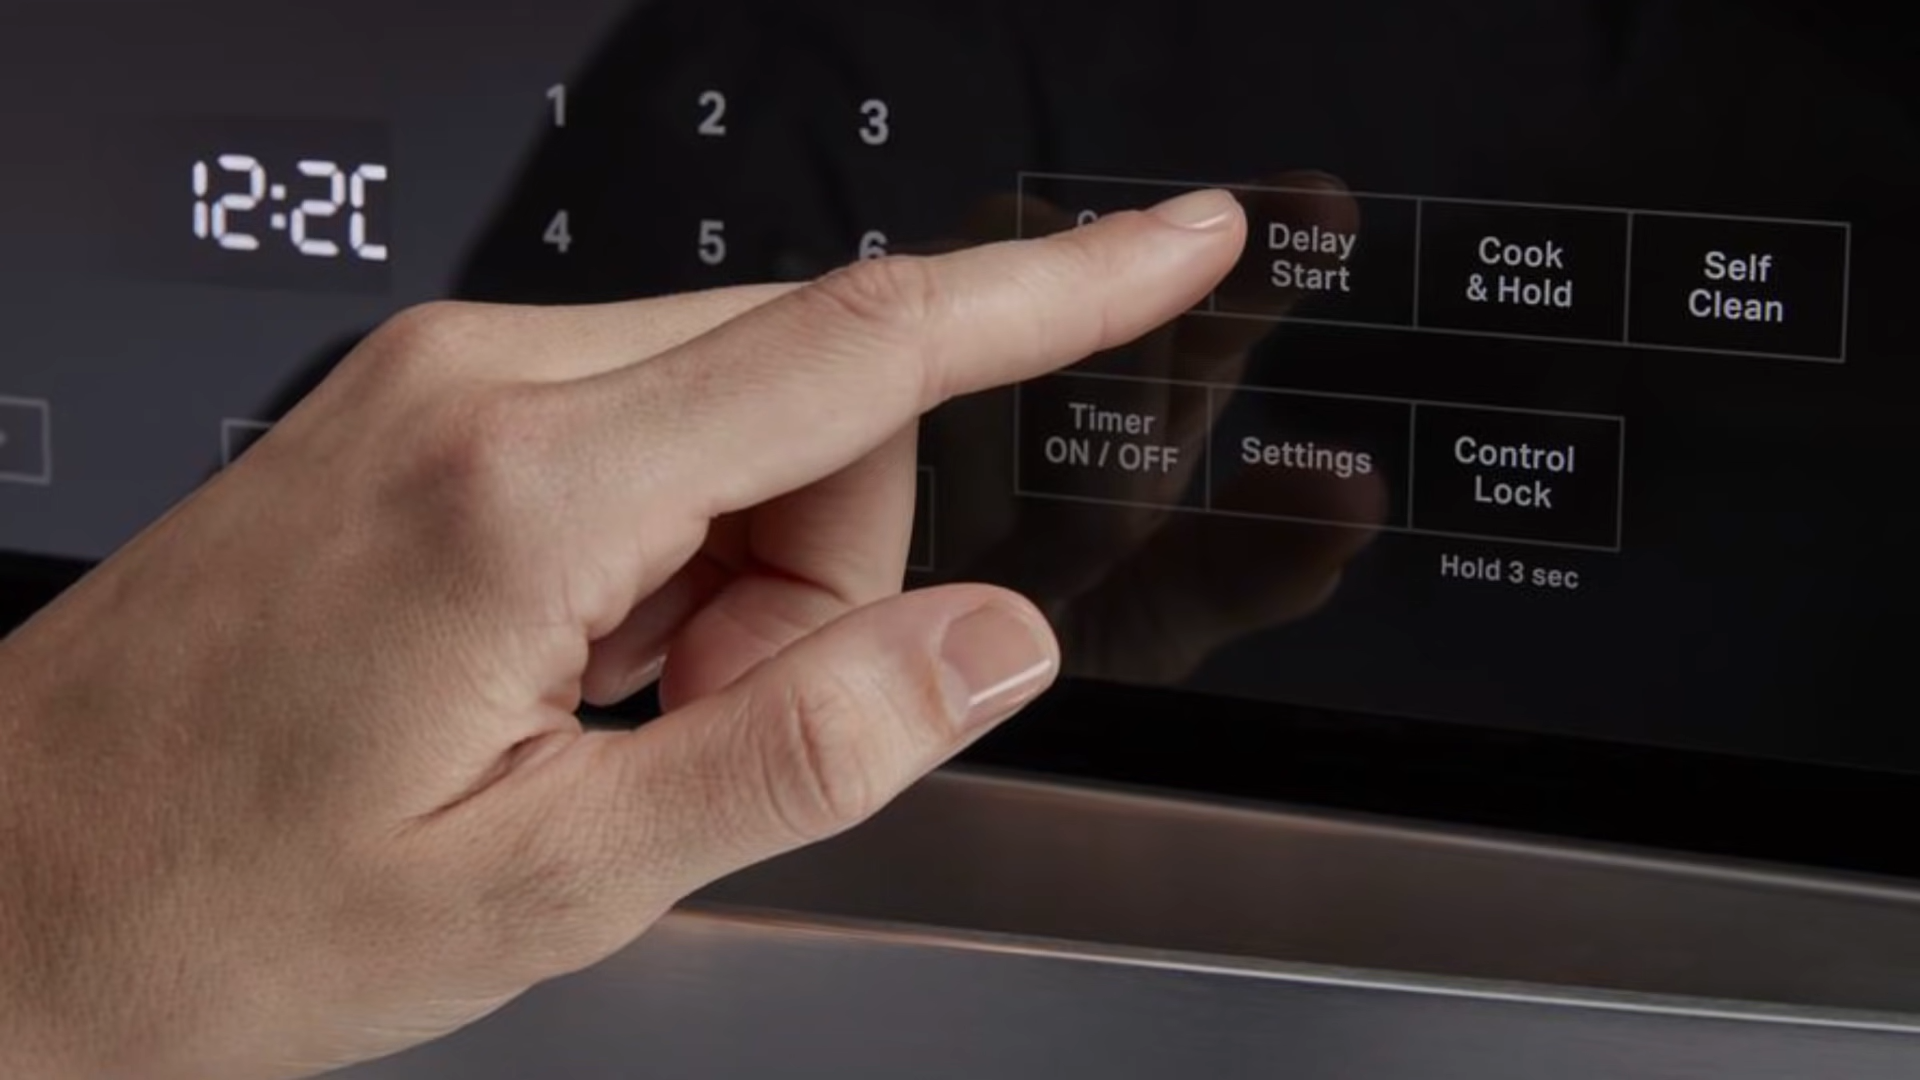 1 2 3
12:20
4 5 6
Delay
Start
Cook
& Hold
Self
Clean
Timer
ON / OFF
Settings
Control
Lock
Hold 3 sec